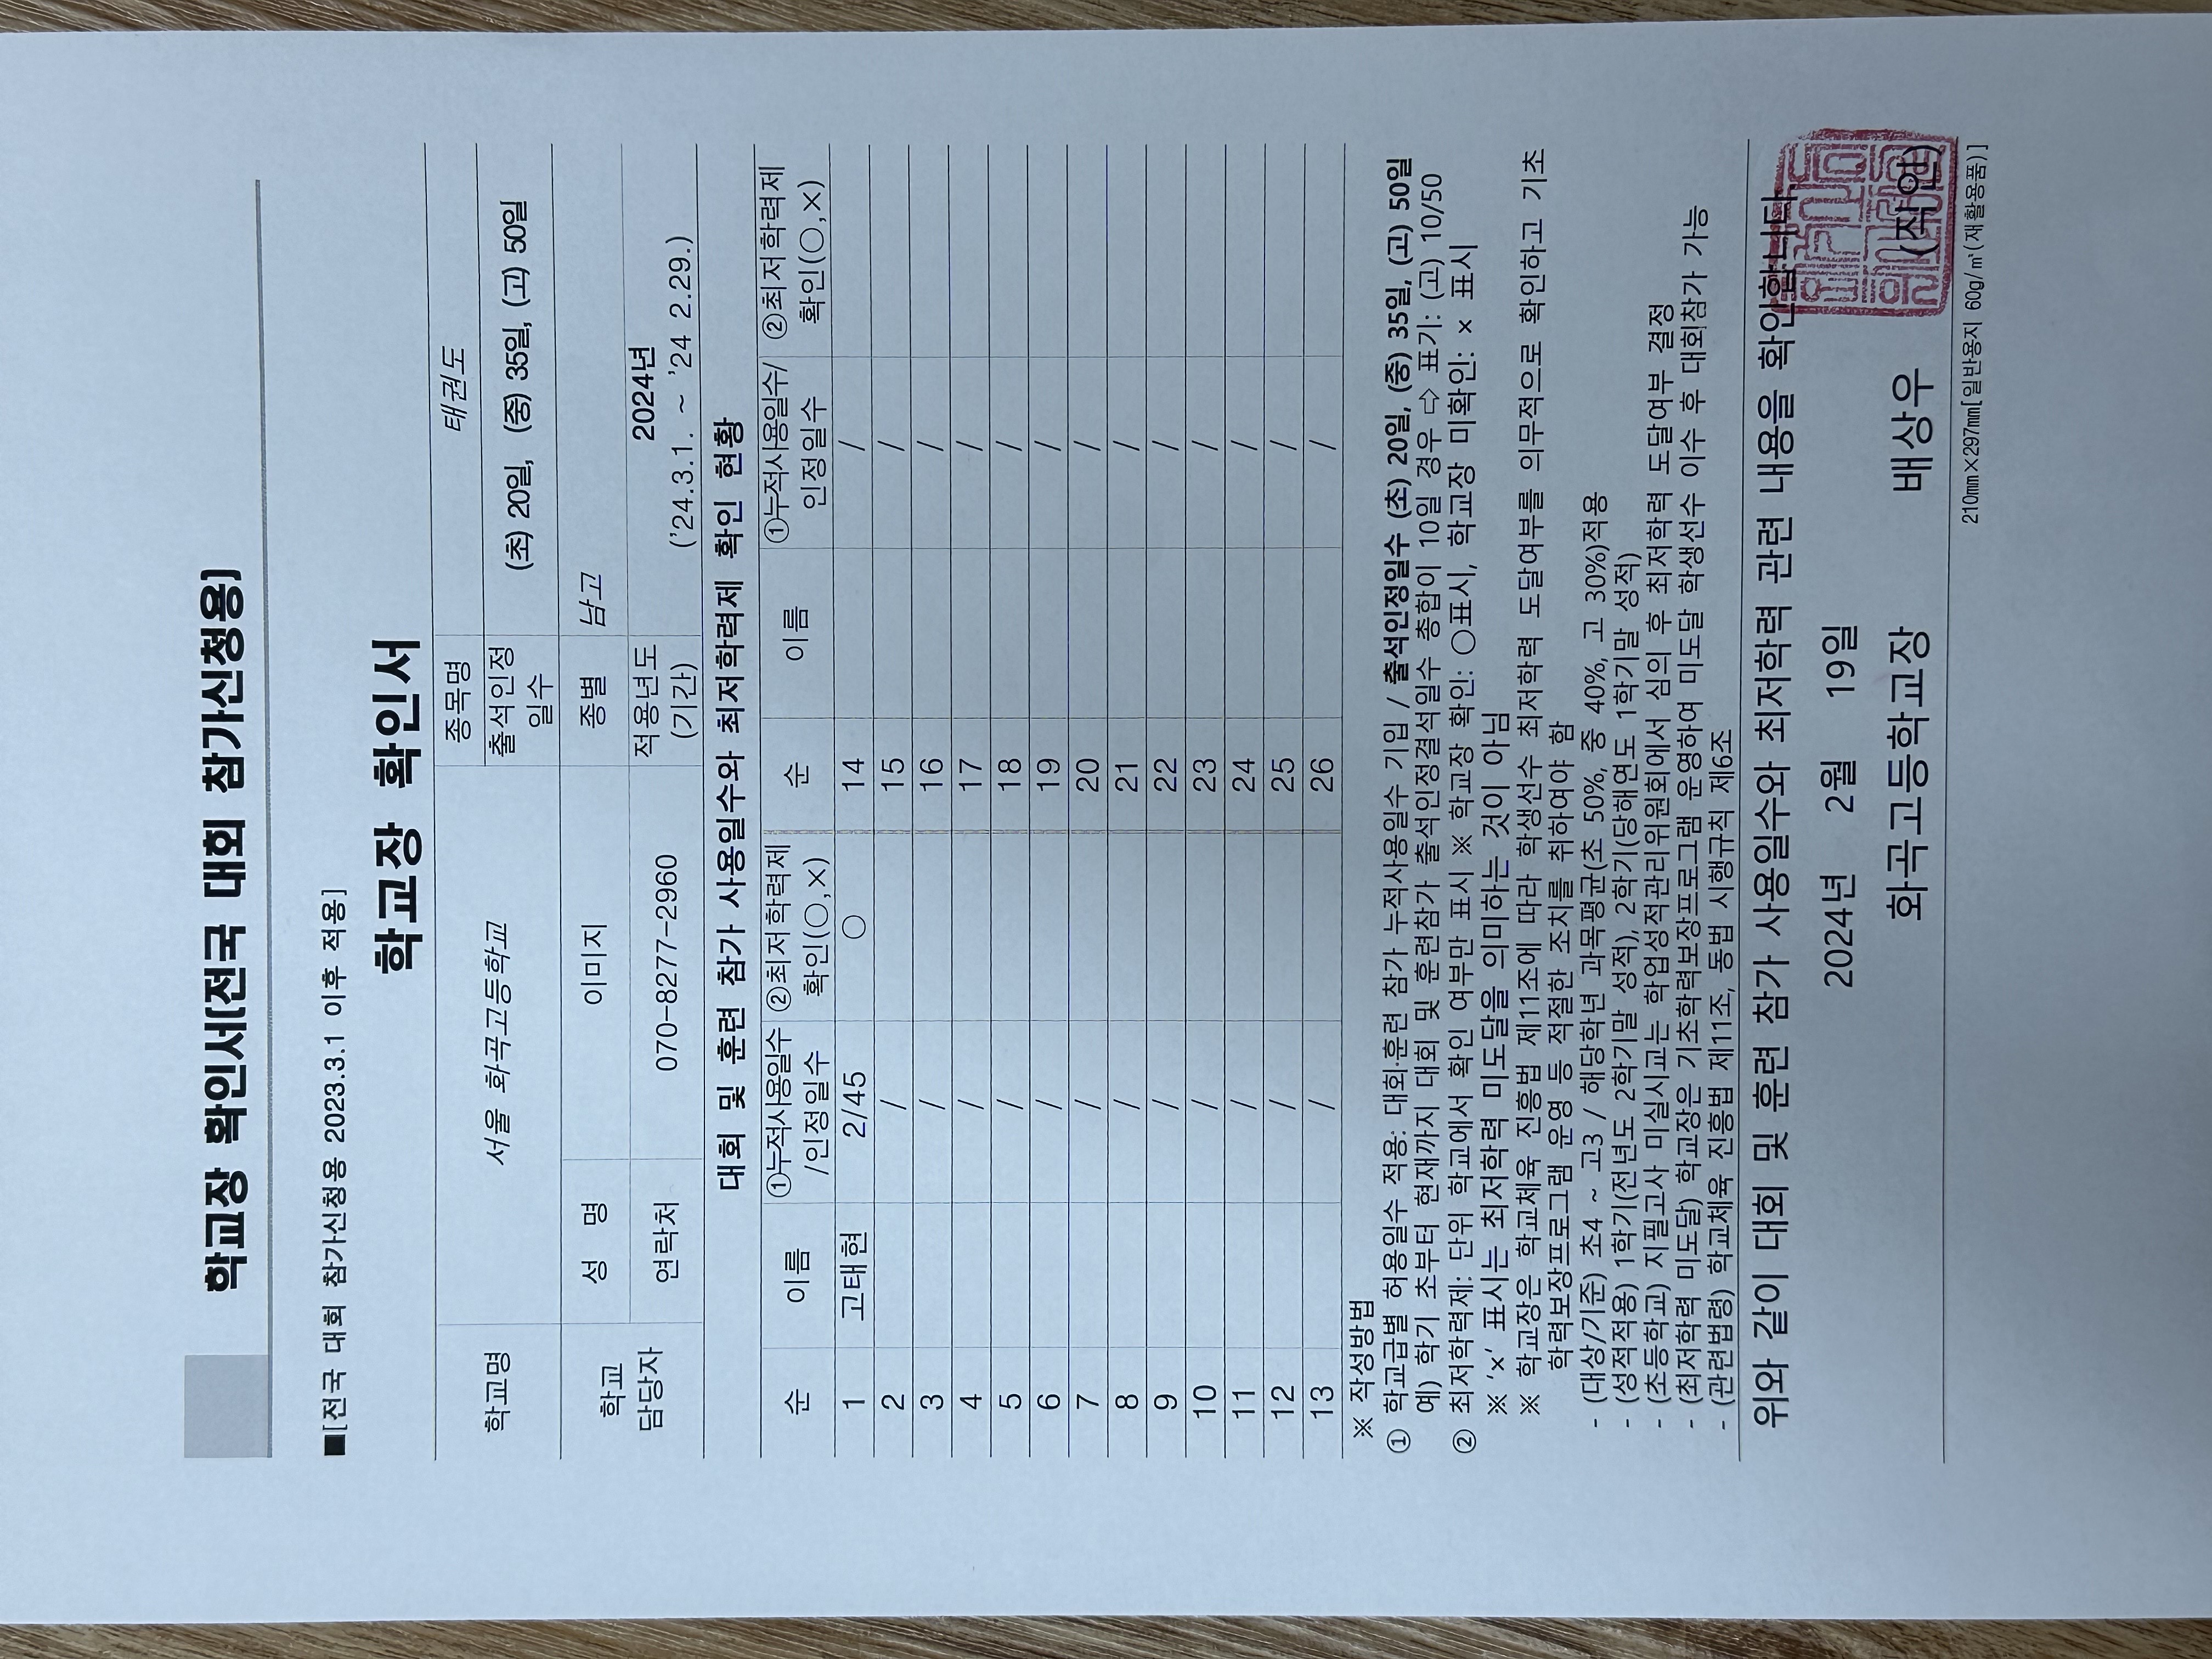 학교장 확인서(전국 대회 참가신청용)
■[전국 대회 참가신청용 2023.3.1 이후 적용]
학교장 확인서
학교명 서울 화곡고등학교 종목명 태권도
출석인정 일수 (초) 20일, (중) 35일, (고) 50일
학교 담당자 성 명 이미지 종별 남고
연락처 070-8277-2960 적용년도 (기간) 2024년
('24.3.1. ~ '24 2.29.)
대회 및 훈련 참가 사용일수와 최저학력제 확인 현황
순 이름 ①누적사용일수 /인정일수 ②최저학력제 확인(○,×) 순 이름 ①누적사용일수/ 인정일수 ②최저학력제 확인(○,×)
1 고태현 2/45 ○ 14 /
2 / 15 /
3 / 16 /
4 / 17 /
5 / 18 /
6 / 19 /
7 / 20 /
8 / 21 /
9 / 22 /
10 / 23 /
11 / 24 /
12 / 25 /
13 / 26 /
※ 작성방법
① 학교급별 허용일수 적용: 대회·훈련 참가 누적사용일수 기입 / 출석인정일수 (초) 20일, (중) 35일, (고) 50일
예) 학기 초부터 현재까지 대회 및 훈련참가 출석인정결석일수 총합이 10일 경우 ⇨ 표기: (고) 10/50
② 최저학력제: 단위 학교에서 확인 여부만 표시 ※ 학교장 확인: ○표시, 학교장 미확인: × 표시
※ '×' 표시는 최저학력 미도달을 의미하는 것이 아님
※ 학교장은 학교체육 진흥법 제11조에 따라 학생선수 최저학력 도달여부를 의무적으로 확인하고 기초
학력보장프로그램 운영 등 적절한 조치를 취하여야 함
- (대상/기준) 초4 ~ 고3 / 해당학년 과목평균(초 50%, 중 40%, 고 30%)적용
- (성적적용) 1학기(전년도 2학기말 성적), 2학기(당해연도 1학기말 성적)
- (초등학교) 지필고사 미실시교는 학업성적관리위원회에서 심의 후 최저학력 도달여부 결정
- (최저학력 미도달) 학교장은 기초학력보장프로그램 운영하여 미도달 학생선수 이수 후 대회참가 가능
- (관련법령) 학교체육 진흥법 제11조, 동법 시행규칙 제6조
위와 같이 대회 및 훈련 참가 사용일수와 최저학력 관련 내용을 확인합니다.
2024년 2월 19일
화곡고등학교장 배상우 (직인)
210㎜×297㎜[일반용지 60g/㎡(재활용품)]